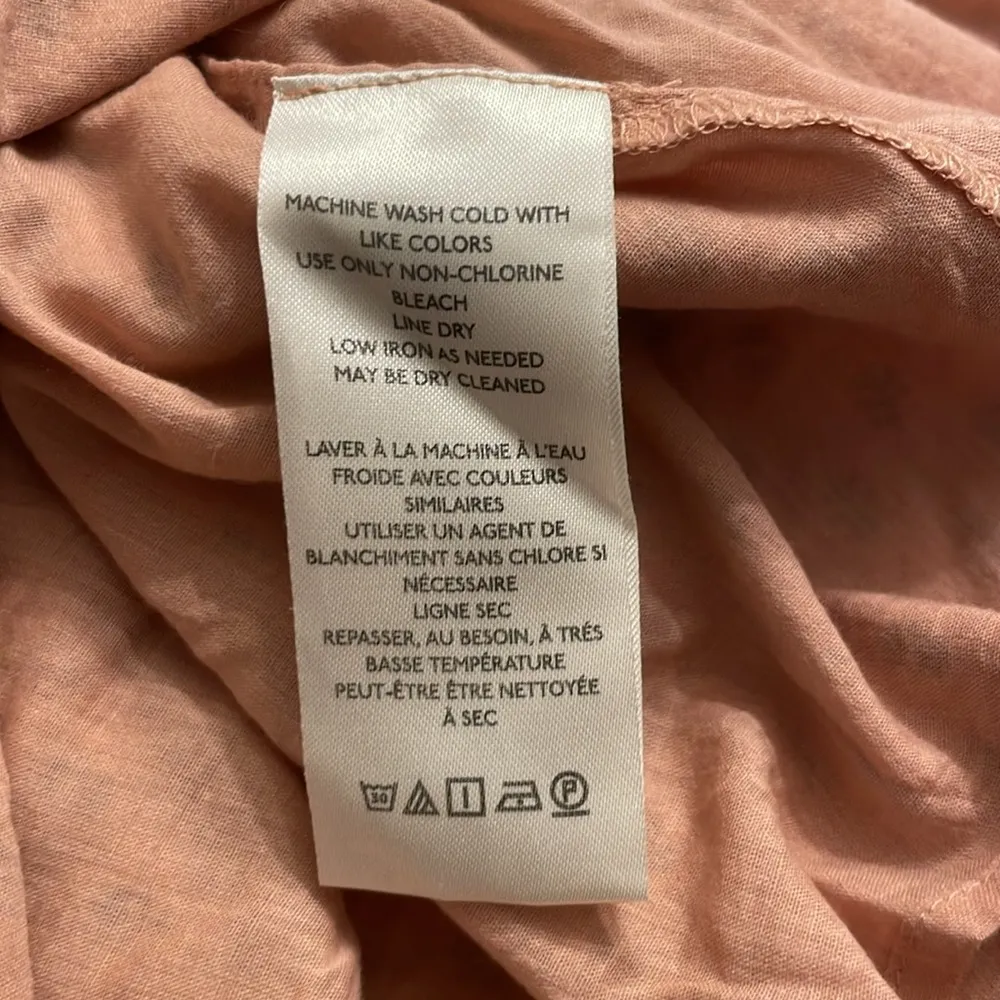 MACHINE WASH COLD WITH
LIKE COLORS
USE ONLY NON-CHLORINE
BLEACH
LINE DRY
LOW IRON AS NEEDED
MAY BE DRY CLEANED
LAVER À LA MACHINE À L'EAU
FROIDE AVEC COULEURS
SIMILAIRES
UTILISER UN AGENT DE
BLANCHIMENT SANS CHLORE SI
NÉCESSAIRE
LIGNE SEC
REPASSER, AU BESOIN, À TRÉS
BASSE TEMPÉRATURE
PEUT-ÊTRE ÊTRE NETTOYÉE
À SEC
30 P